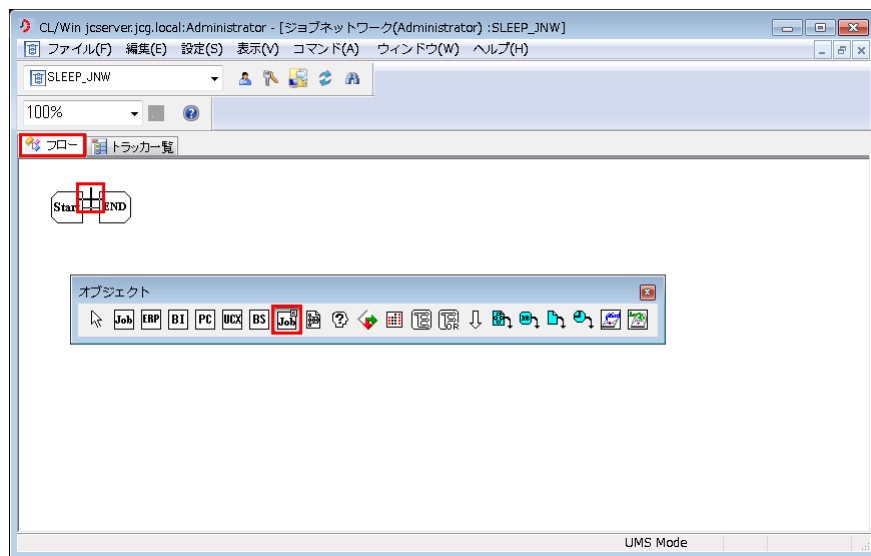 CL/Win jcserver.jcg.local:Administrator - [ジョブネットワーク(Administrator) :SLEEP_JNW]
ファイル(F) 編集(E) 設定(S) 表示(V) コマンド(A) ウィンドウ(W) ヘルプ(H)
SLEEP_JNW
100%
フロー トラッカ一覧
Start END
オブジェクト
Job ERP BI PC UCX BS Job OR
UMS Mode